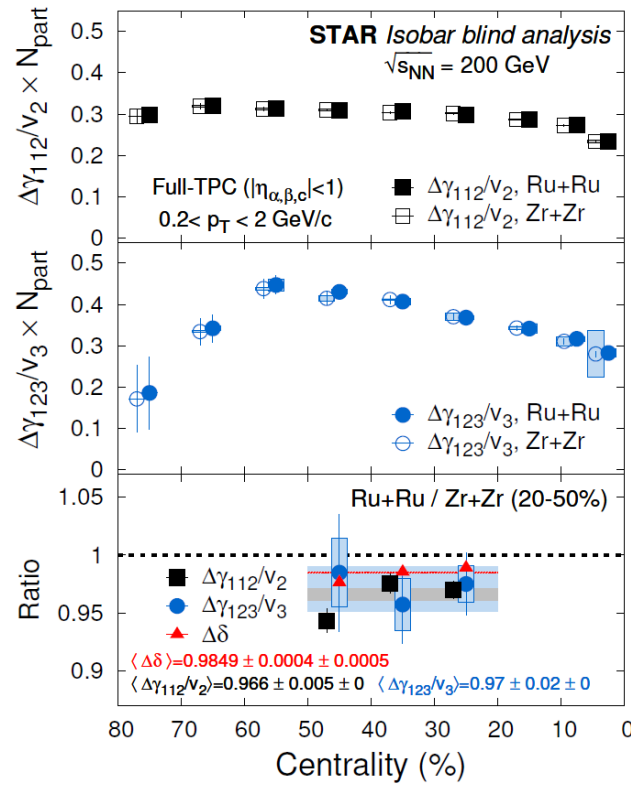 STAR Isobar blind analysis
√sNN = 200 GeV
Δγ112/v2 × Npart
0.5
0.4
0.3
0.2
0.1
0
Full-TPC (|ηα,β,c|<1)
0.2< pT < 2 GeV/c
Δγ112/v2, Ru+Ru
Δγ112/v2, Zr+Zr
Δγ123/v3 × Npart
0.5
0.4
0.3
0.2
0.1
0
Δγ123/v3, Ru+Ru
Δγ123/v3, Zr+Zr
Ratio
1.05
1
0.95
0.9
Ru+Ru / Zr+Zr (20-50%)
Δγ112/v2
Δγ123/v3
Δδ
⟨Δδ⟩=0.9849 ± 0.0004 ± 0.0005
⟨Δγ112/v2⟩=0.966 ± 0.005 ± 0 ⟨Δγ123/v3⟩=0.97 ± 0.02 ± 0
80 70 60 50 40 30 20 10 0
Centrality (%)